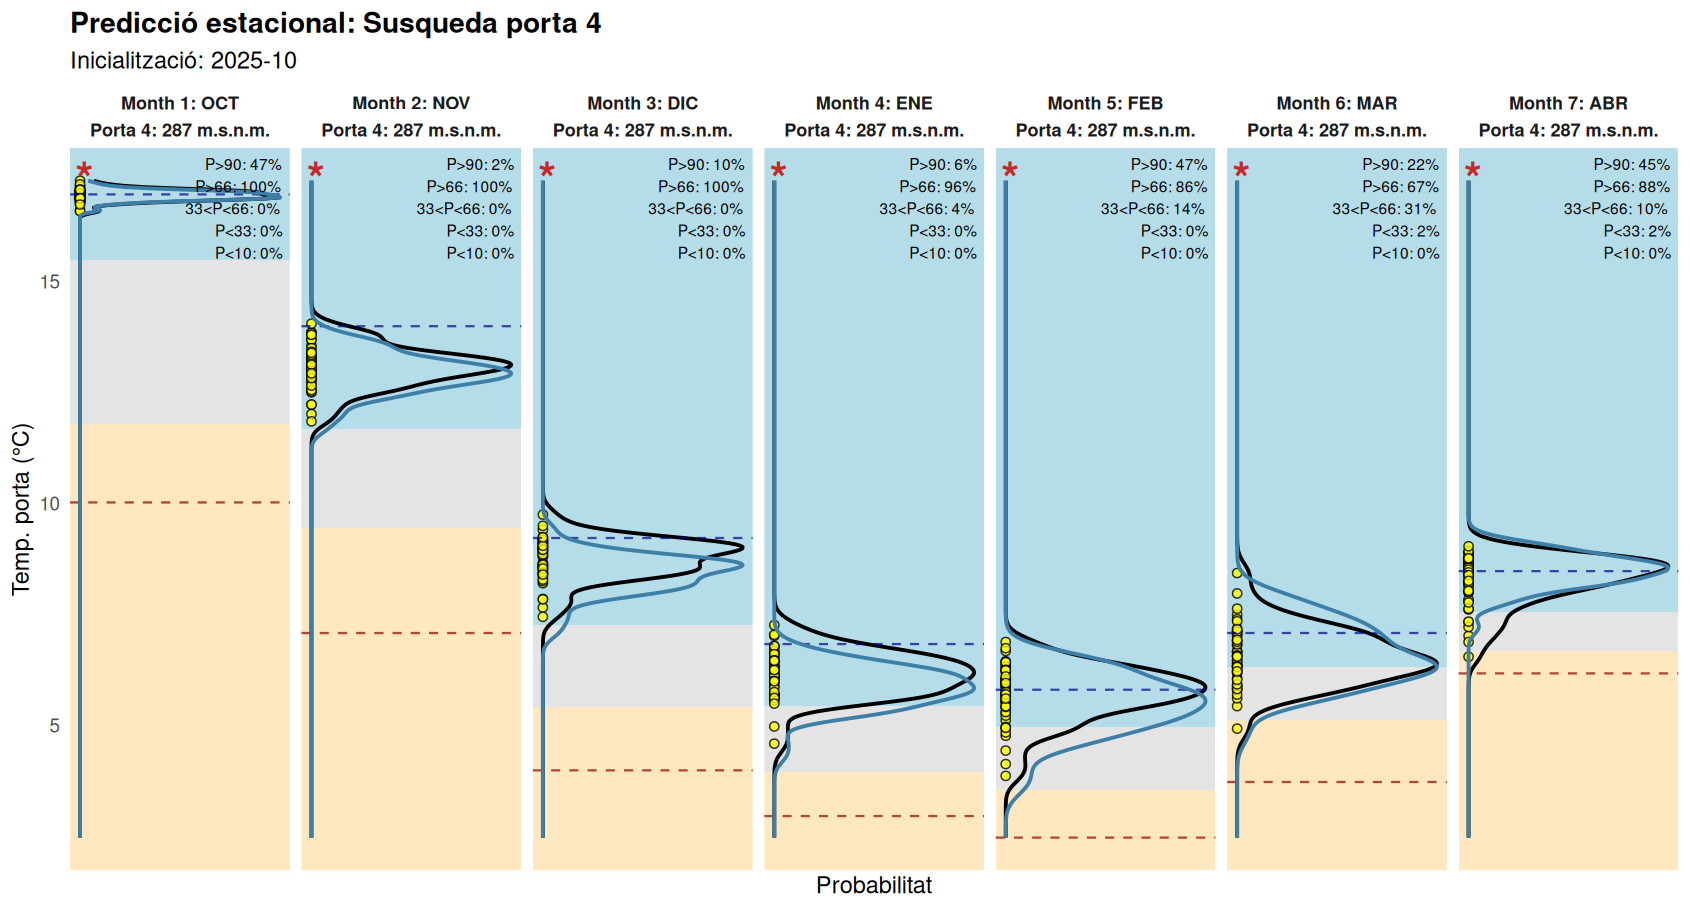 Predicció estacional: Susqueda porta 4
Inicialització: 2025-10
Month 1: OCT
Porta 4: 287 m.s.n.m.
Month 2: NOV
Porta 4: 287 m.s.n.m.
Month 3: DIC
Porta 4: 287 m.s.n.m.
Month 4: ENE
Porta 4: 287 m.s.n.m.
Month 5: FEB
Porta 4: 287 m.s.n.m.
Month 6: MAR
Porta 4: 287 m.s.n.m.
Month 7: ABR
Porta 4: 287 m.s.n.m.
*
P>90: 47%
P>66: 100%
33<P<66: 0%
P<33: 0%
P<10: 0%
*
P>90: 2%
P>66: 100%
33<P<66: 0%
P<33: 0%
P<10: 0%
*
P>90: 10%
P>66: 100%
33<P<66: 0%
P<33: 0%
P<10: 0%
*
P>90: 6%
P>66: 96%
33<P<66: 4%
P<33: 0%
P<10: 0%
*
P>90: 47%
P>66: 86%
33<P<66: 14%
P<33: 0%
P<10: 0%
*
P>90: 22%
P>66: 67%
33<P<66: 31%
P<33: 2%
P<10: 0%
*
P>90: 45%
P>66: 88%
33<P<66: 10%
P<33: 2%
P<10: 0%
15
10
5
Temp. porta (°C)
Probabilitat